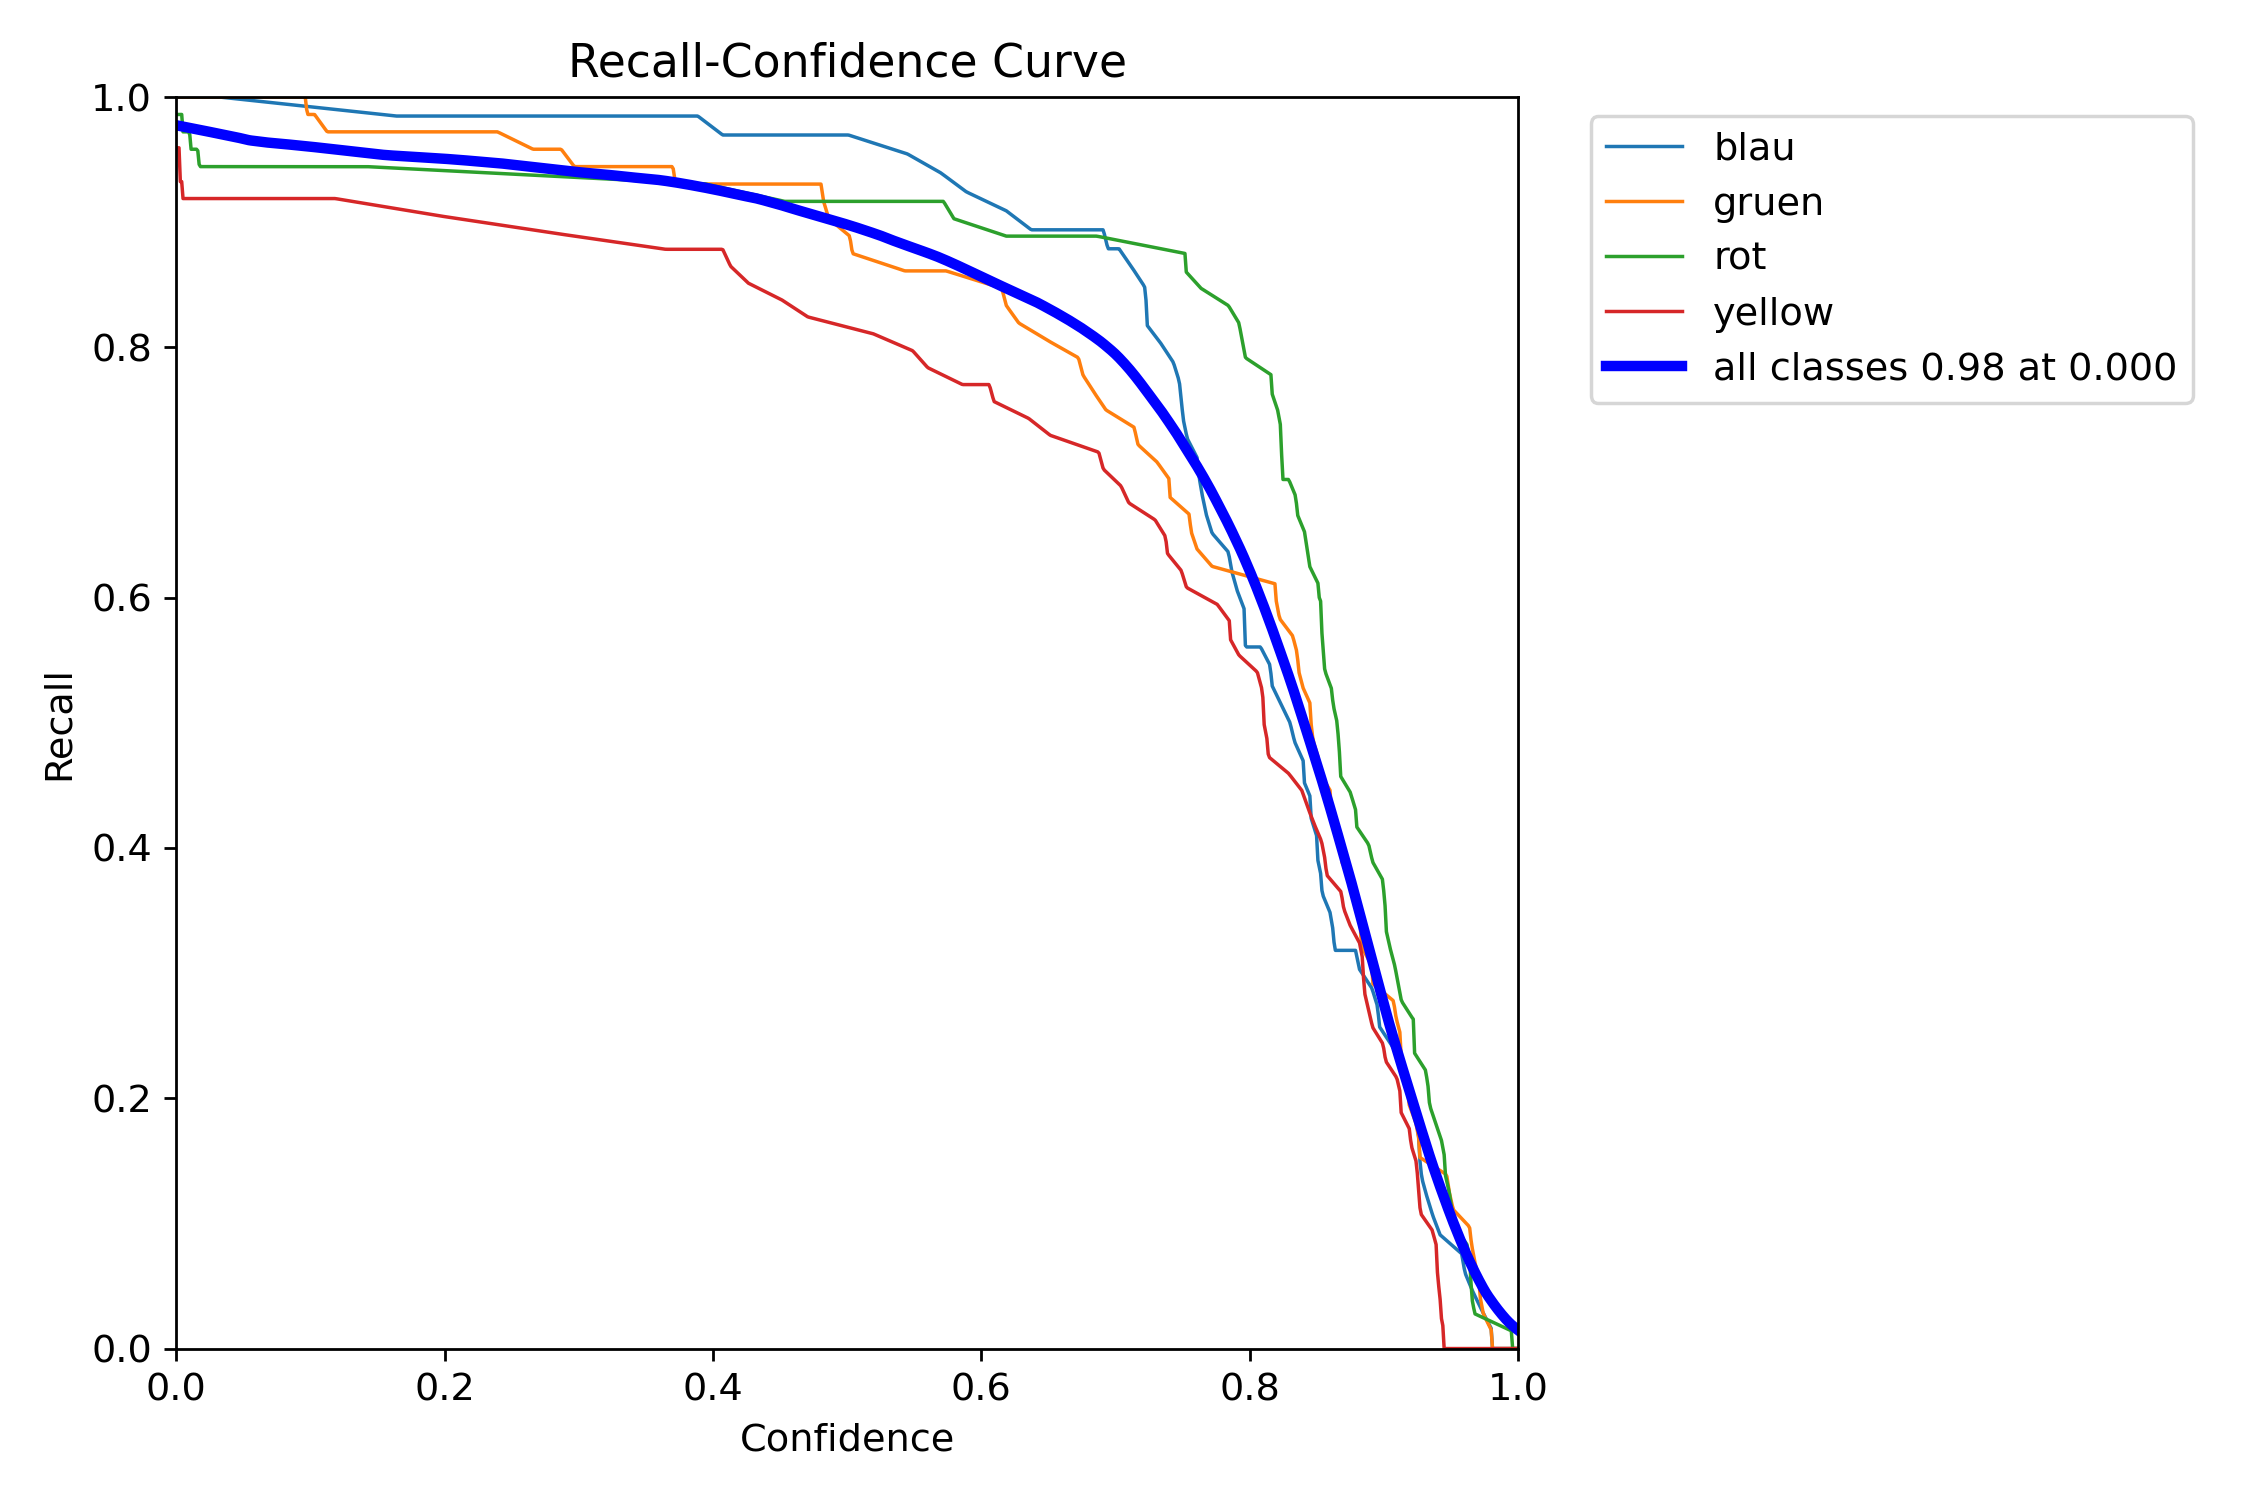 Recall-Confidence Curve
1.0
0.8
0.6
0.4
0.2
0.0
Recall
0.0 0.2 0.4 0.6 0.8 1.0
Confidence
blau
gruen
rot
yellow
all classes 0.98 at 0.000